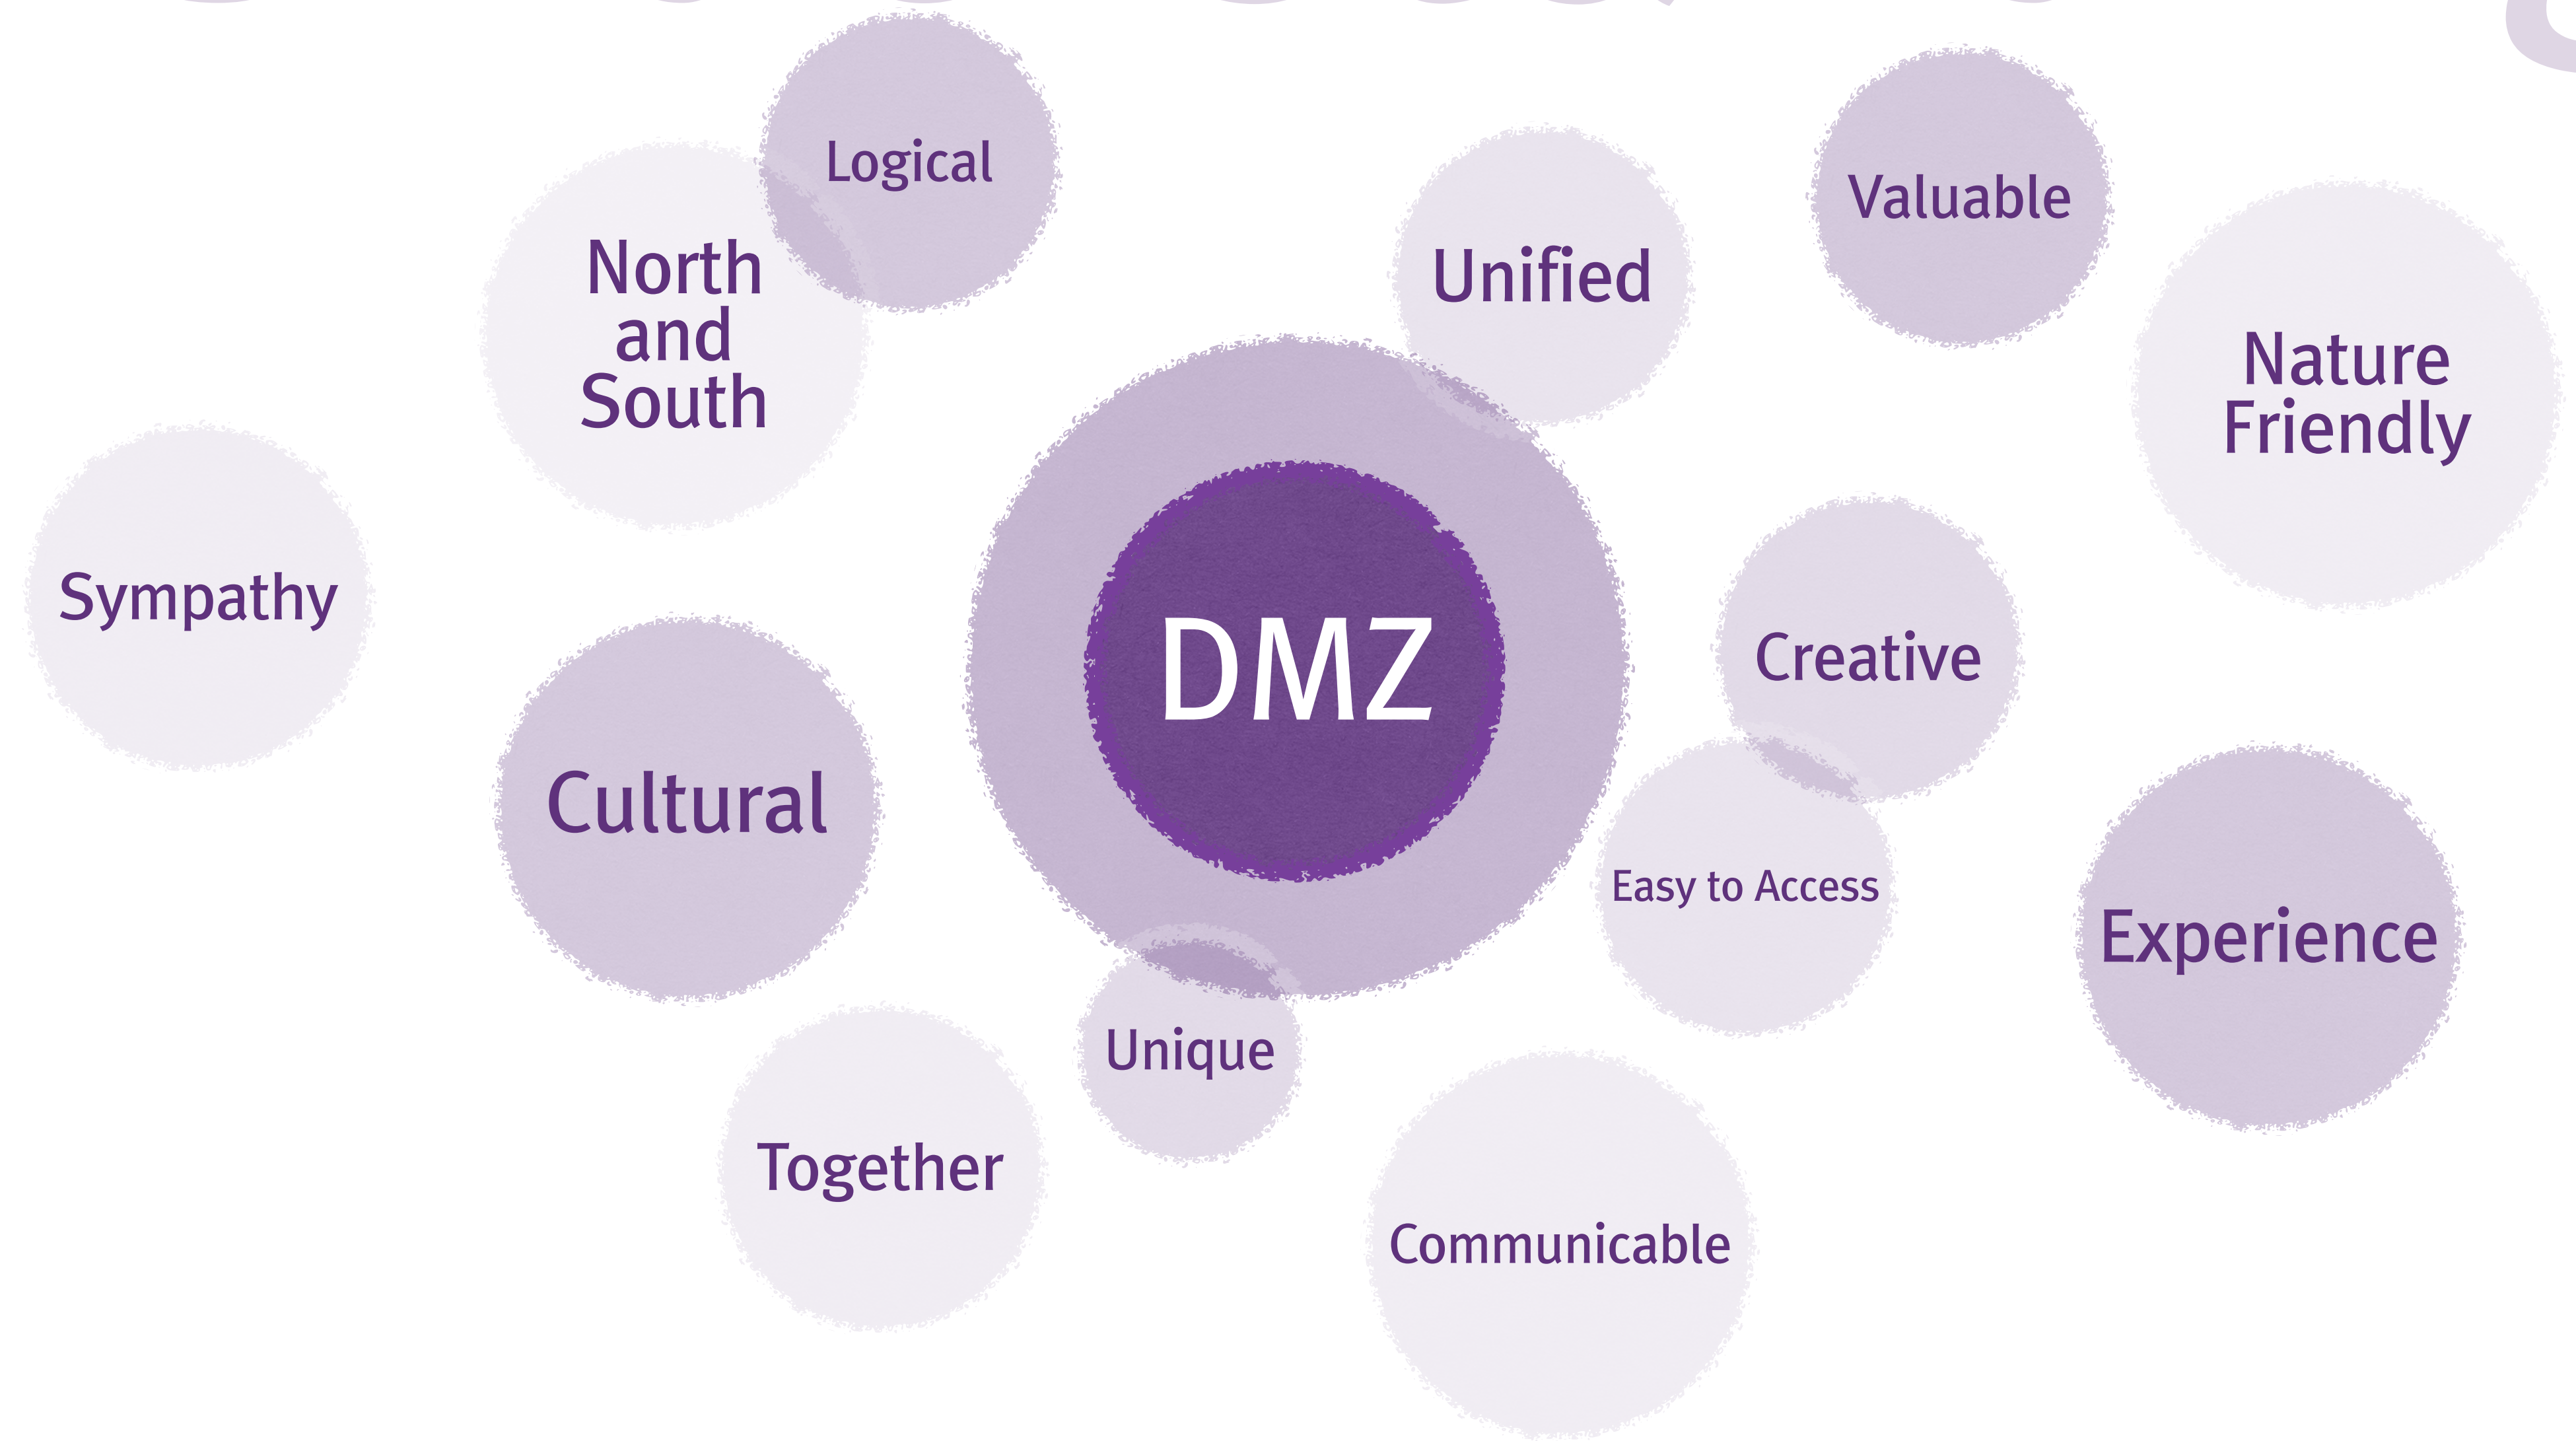 Logical
Valuable
Unified
North
and
South
Nature
Friendly
Sympathy
DMZ
Creative
Cultural
Easy to Access
Experience
Unique
Together
Communicable